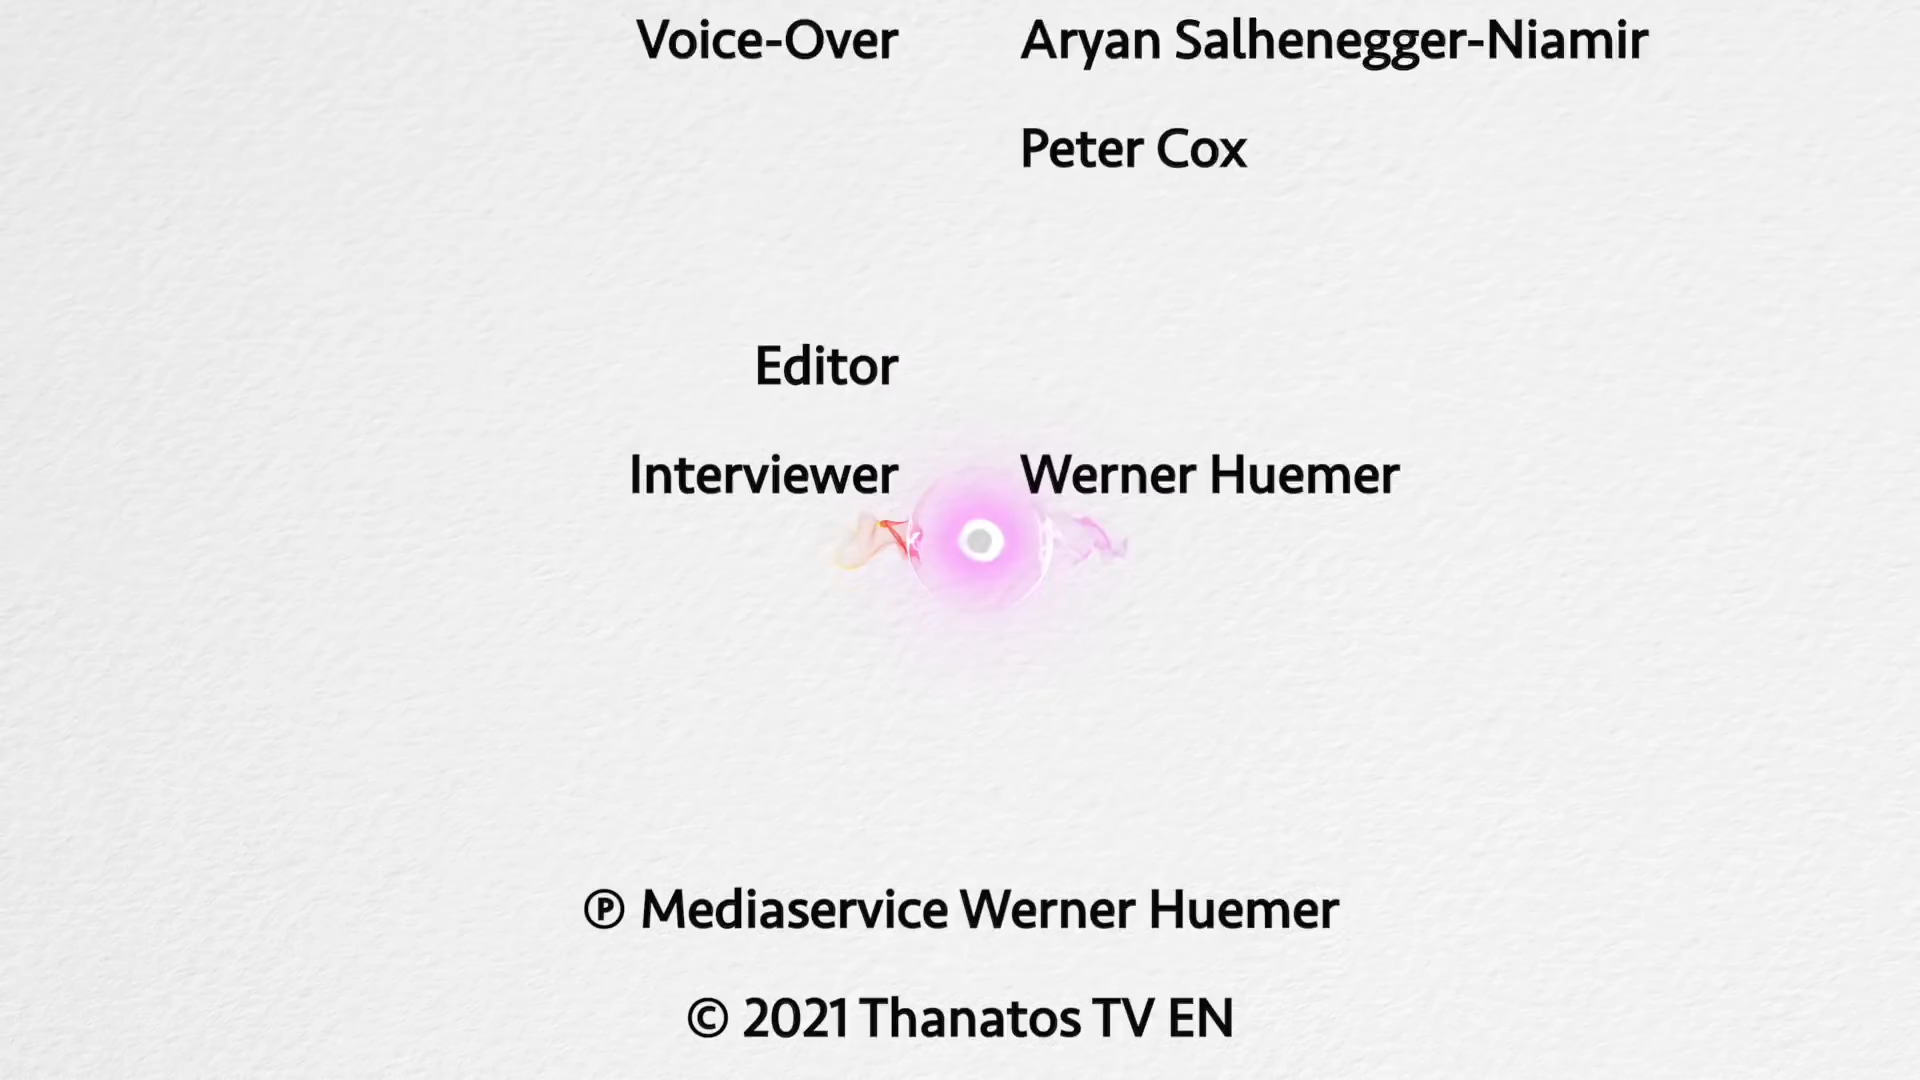 Voice-Over Aryan Salhenegger-Niamir
Peter Cox
Editor
Interviewer Werner Huemer
℗ Mediaservice Werner Huemer
© 2021 Thanatos TV EN